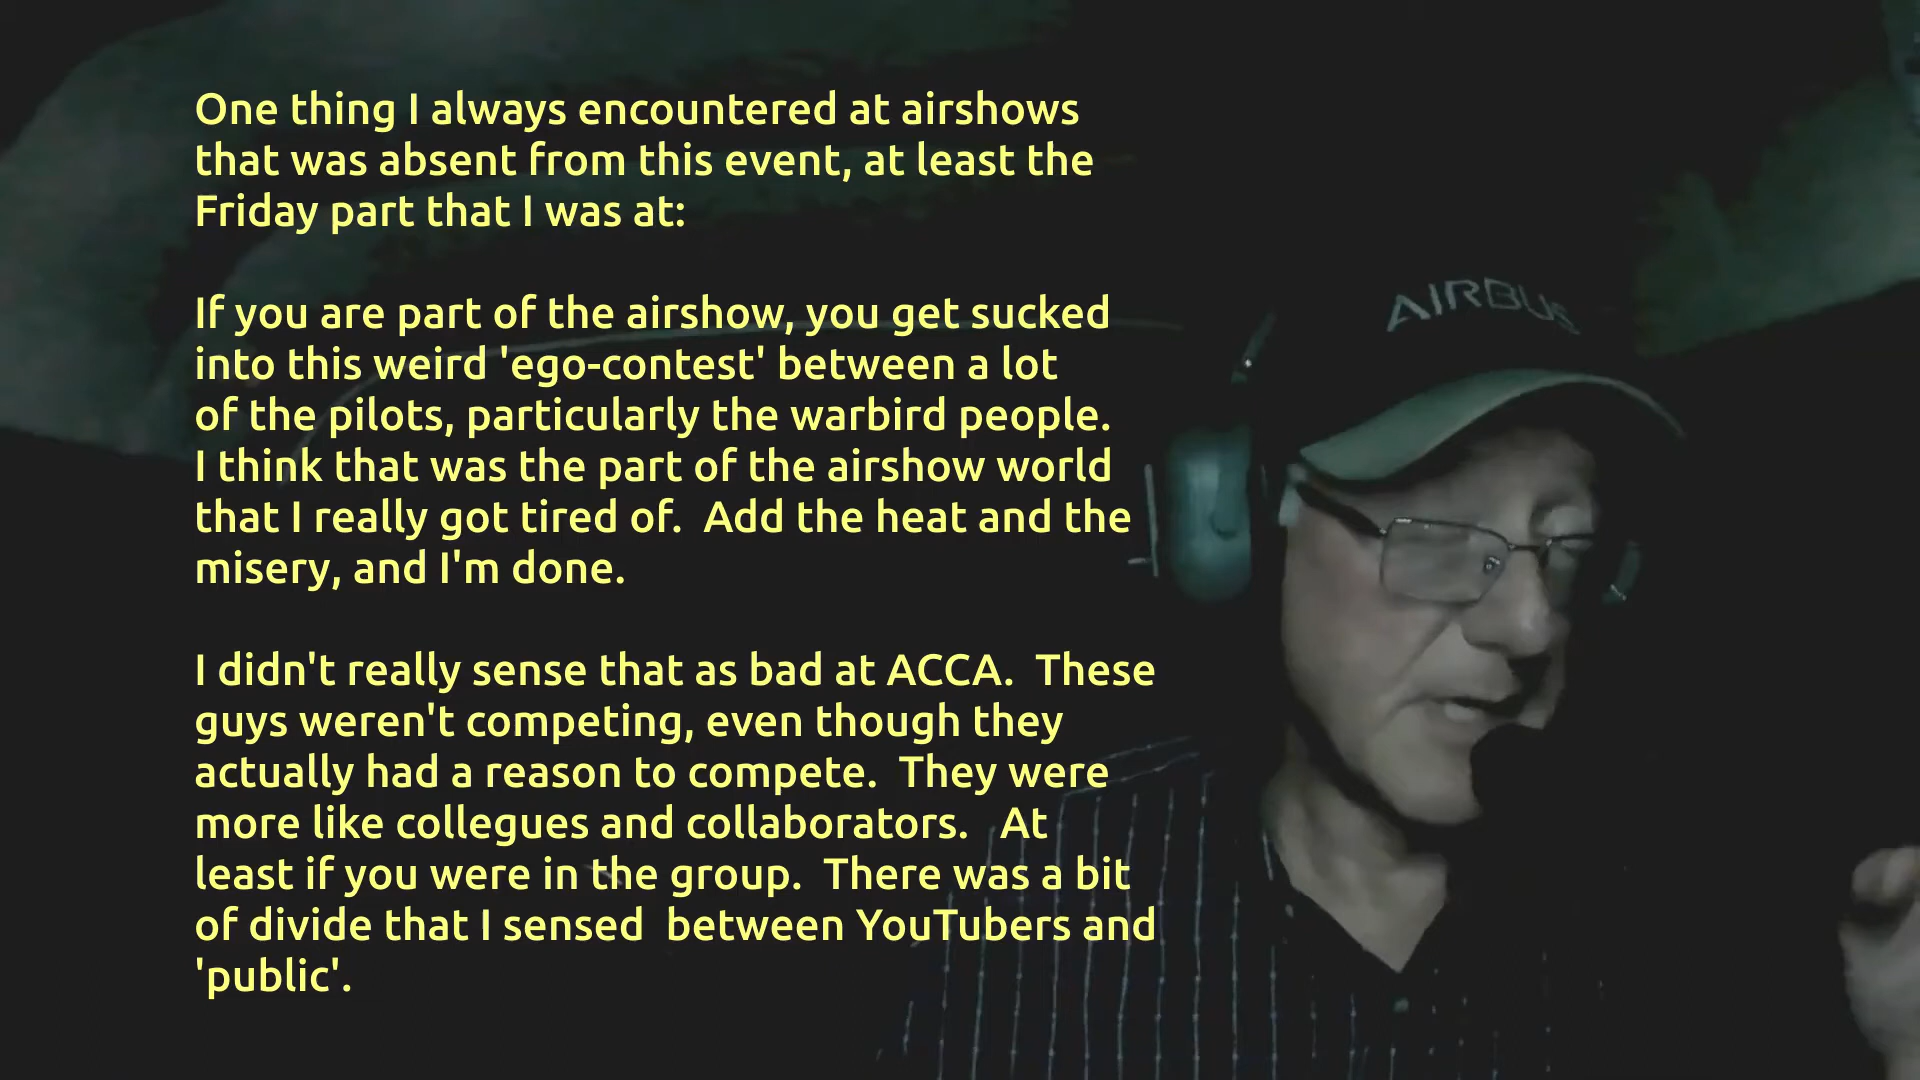 One thing I always encountered at airshows
that was absent from this event, at least the
Friday part that I was at:
If you are part of the airshow, you get sucked
into this weird 'ego-contest' between a lot
of the pilots, particularly the warbird people.
I think that was the part of the airshow world
that I really got tired of.  Add the heat and the
misery, and I'm done.
I didn't really sense that as bad at ACCA.  These
guys weren't competing, even though they
actually had a reason to compete.  They were
more like collegues and collaborators.   At
least if you were in the group.  There was a bit
of divide that I sensed  between YouTubers and
'public'.
AIRBUS